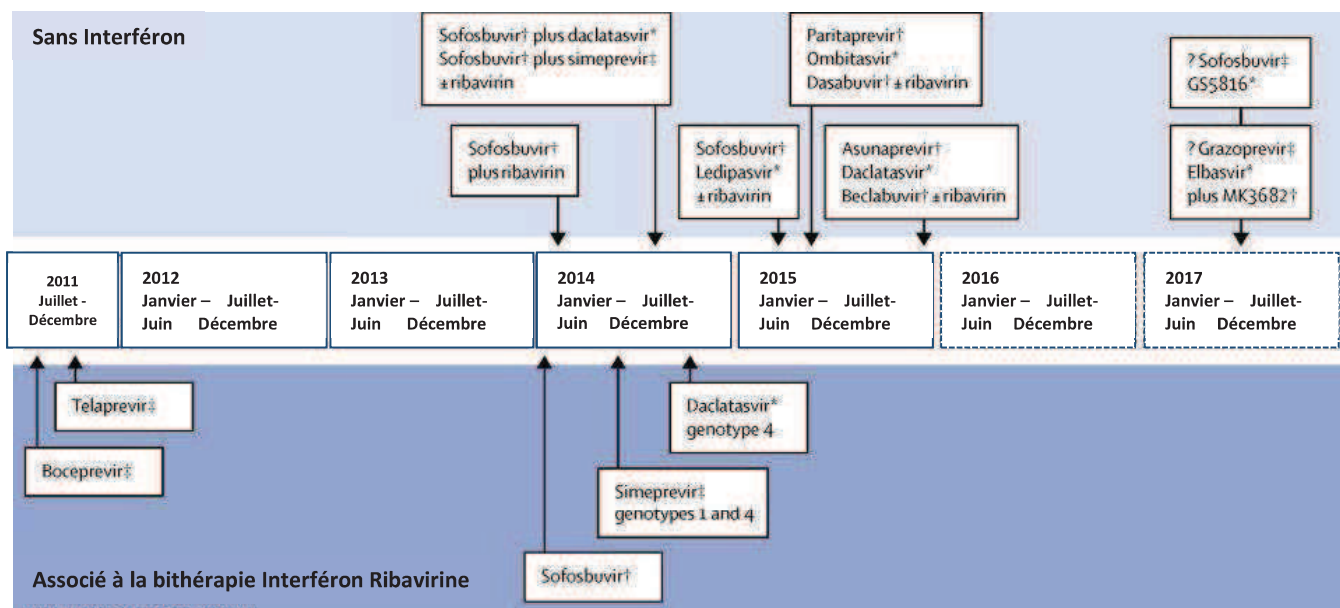 Sans Interféron
Sofosbuvir† plus daclatasvir*
Sofosbuvir† plus simeprevir‡
±ribavirin
Paritaprevir†
Ombitasvir*
Dasabuvir† ±ribavirin
? Sofosbuvir‡
GS5816*
Sofosbuvir†
plus ribavirin
Sofosbuvir†
Ledipasvir*
±ribavirin
Asunaprevir†
Daclatasvir*
Beclabuvir† ±ribavirin
? Grazoprevir‡
Elbasvir*
plus MK3682†
2011
Juillet -
Décembre
2012
Janvier – Juillet-
Juin Décembre
2013
Janvier – Juillet-
Juin Décembre
2014
Janvier – Juillet-
Juin Décembre
2015
Janvier – Juillet-
Juin Décembre
2016
Janvier – Juillet-
Juin Décembre
2017
Janvier – Juillet-
Juin Décembre
Telaprevir‡
Boceprevir‡
Daclatasvir*
genotype 4
Simeprevir‡
genotypes 1 and 4
Sofosbuvir†
Associé à la bithérapie Interféron Ribavirine